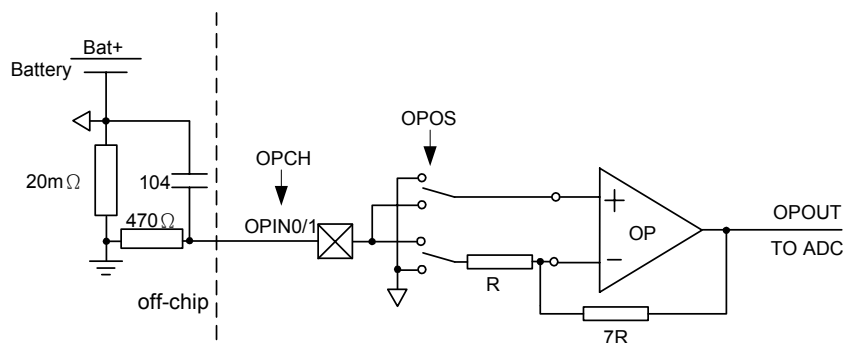 Bat+
Battery
OPOS
OPCH
20mΩ
104
470Ω
OPIN0/1
+
OP
−
OPOUT
TO ADC
R
7R
off-chip